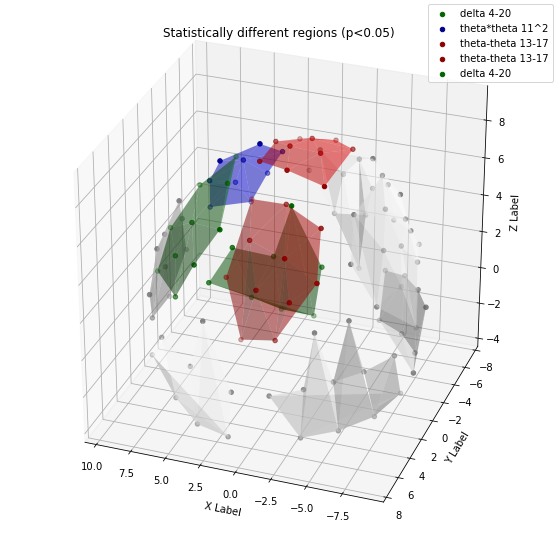 delta 4-20
theta*theta 11^2
theta-theta 13-17
theta-theta 13-17
delta 4-20
Statistically different regions (p<0.05)
8
6
4
2
0
−2
−4
Z Label
−8
−6
−4
−2
0
2
4
6
8
Y Label
10.0
7.5
5.0
2.5
0.0
−2.5
−5.0
−7.5
X Label